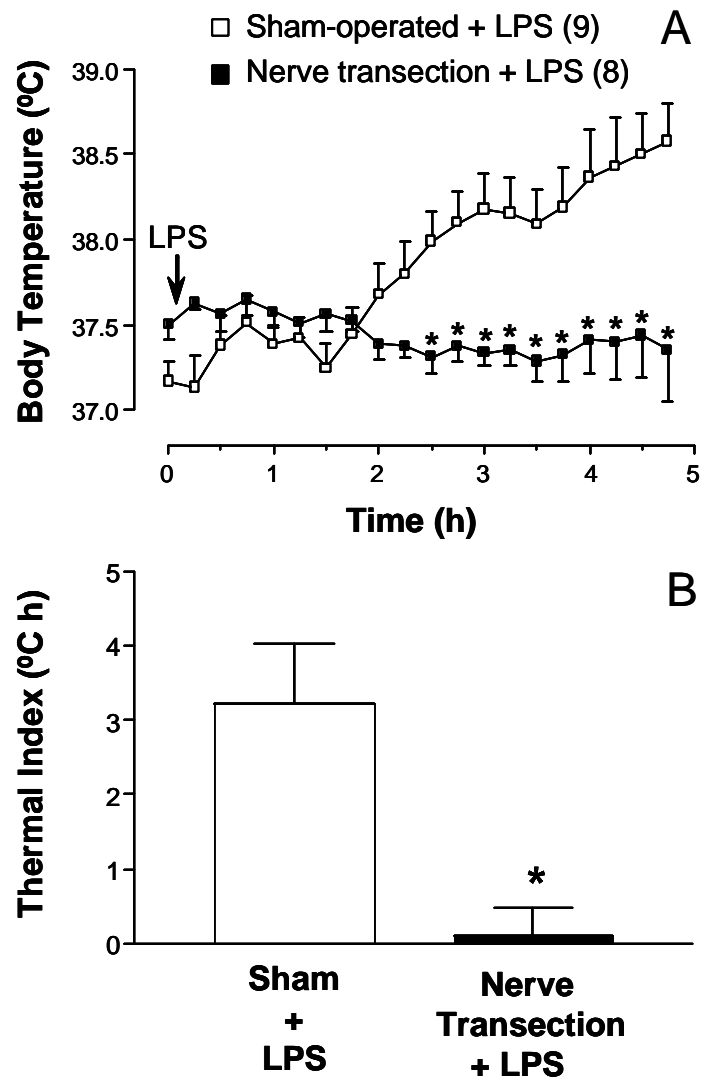 Sham-operated + LPS (9)
A
Nerve transection + LPS (8)
Body Temperature (ºC)
39.0
38.5
38.0
37.5
37.0
LPS
* * * * * * * * * *
0 1 2 3 4 5
Time (h)
B
Thermal Index (ºC h)
5
4
3
2
1
0
*
Sham
+
LPS
Nerve
Transection
+ LPS